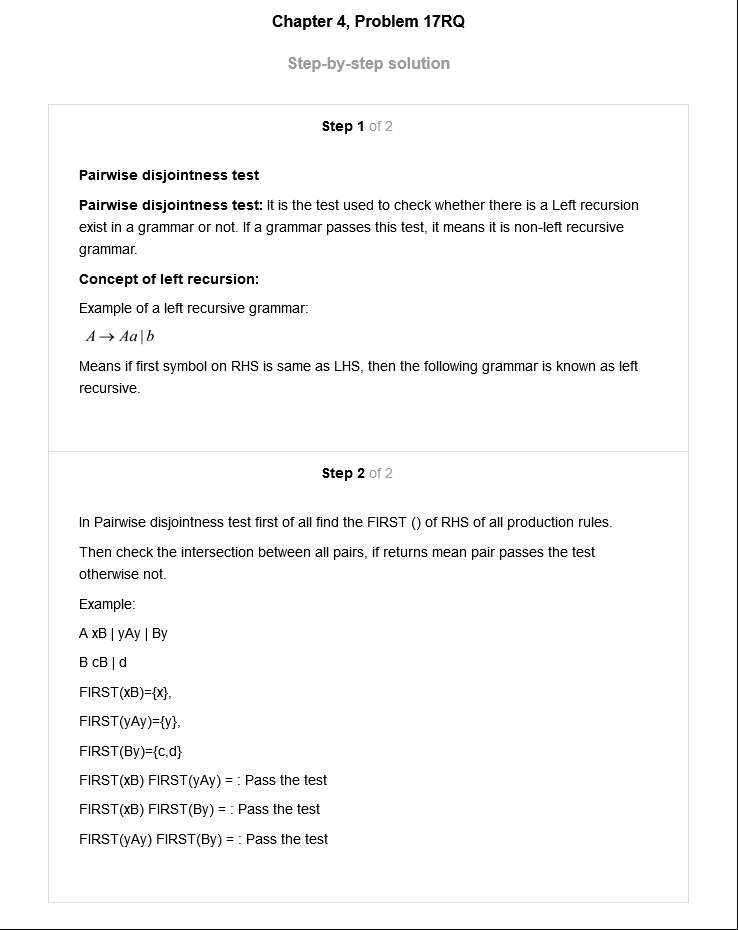 Chapter 4, Problem 17RQ
Step-by-step solution
Step 1 of 2
Pairwise disjointness test
Pairwise disjointness test: It is the test used to check whether there is a Left recursion
exist in a grammar or not. If a grammar passes this test, it means it is non-left recursive
grammar.
Concept of left recursion:
Example of a left recursive grammar:
A → Aa | b
Means if first symbol on RHS is same as LHS, then the following grammar is known as left
recursive.
Step 2 of 2
In Pairwise disjointness test first of all find the FIRST () of RHS of all production rules.
Then check the intersection between all pairs, if returns mean pair passes the test
otherwise not.
Example:
A xB | yAy | By
B cB | d
FIRST(xB)={x},
FIRST(yAy)={y},
FIRST(By)={c,d}
FIRST(xB) FIRST(yAy) = : Pass the test
FIRST(xB) FIRST(By) = : Pass the test
FIRST(yAy) FIRST(By) = : Pass the test